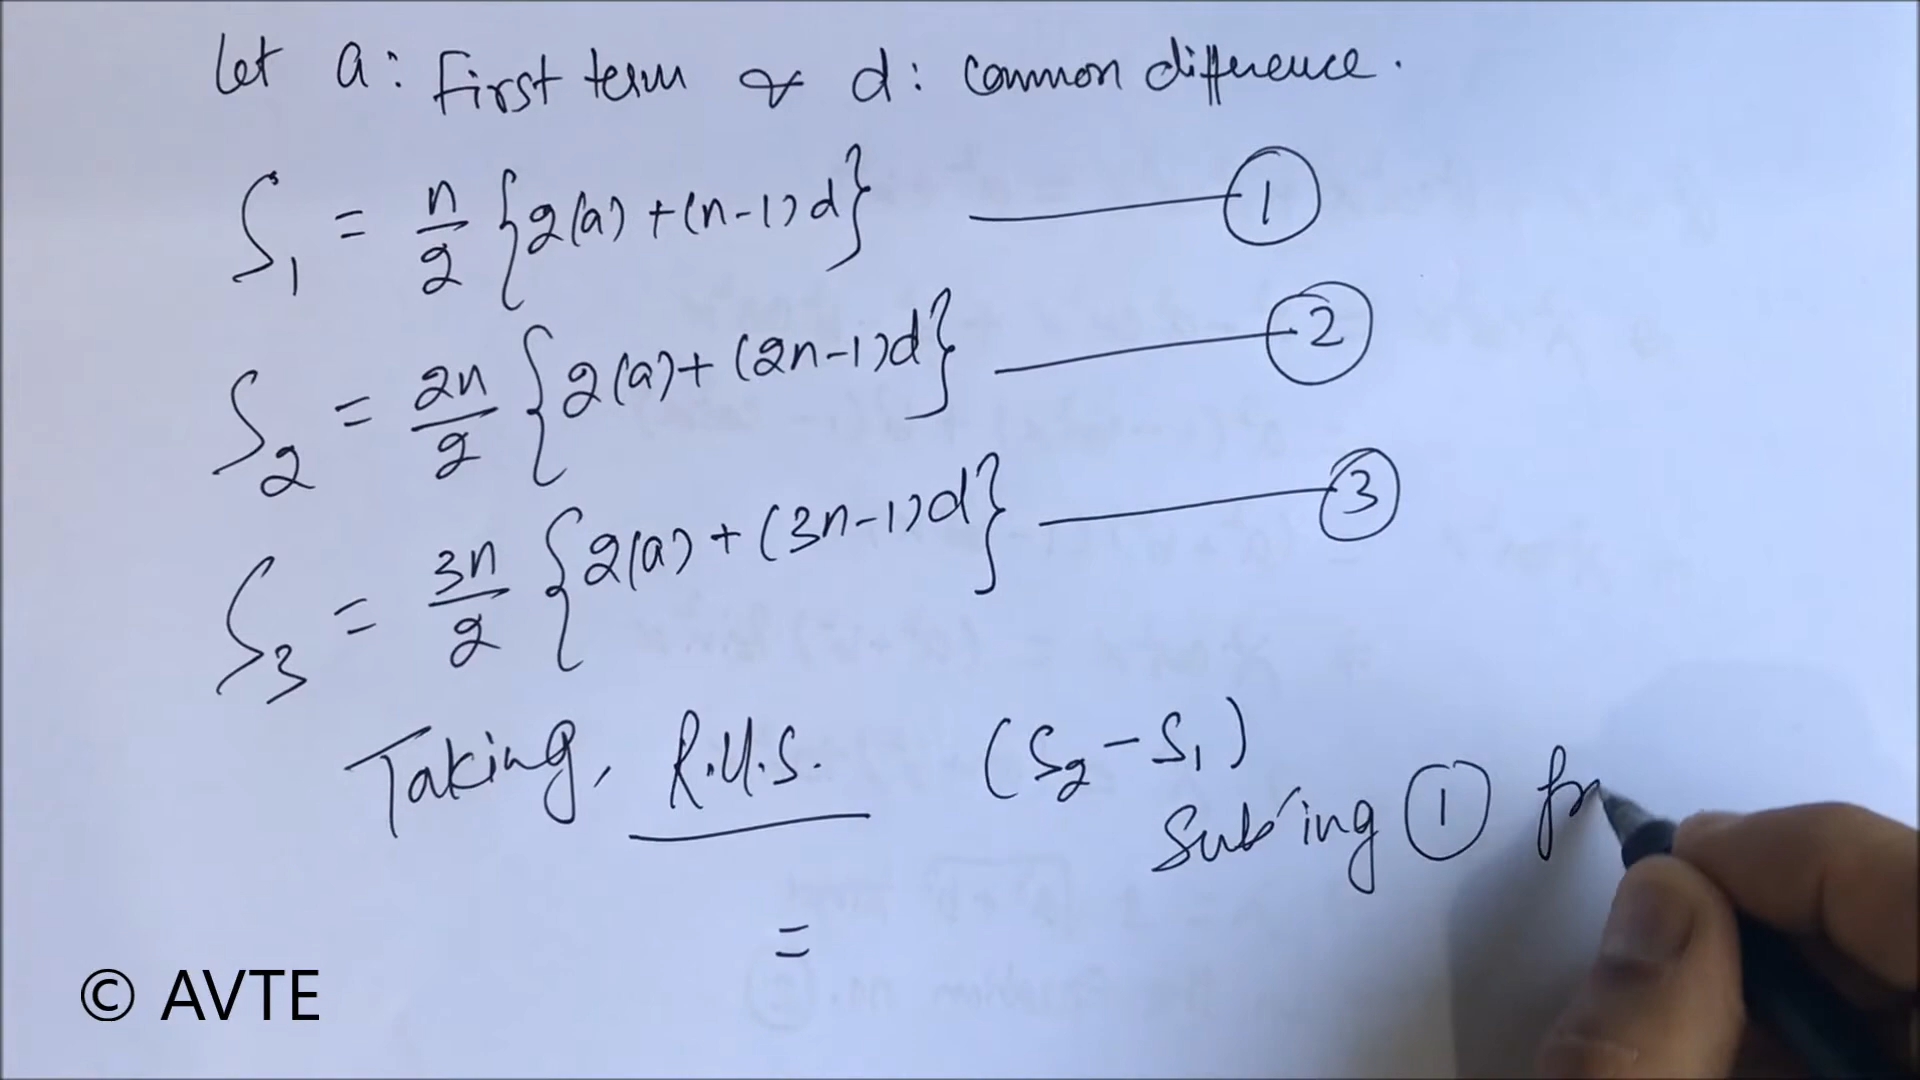 Let a: First term & d: common difference.
S₁ = n/2 {2(a) + (n-1)d} ① 
S₂ = 2n/2 {2(a) + (2n-1)d} ②
S₃ = 3n/2 {2(a) + (3n-1)d} ③
Taking, R.H.S. (S₂ - S₁)
Sub'ing ① fr
=
© AVTE